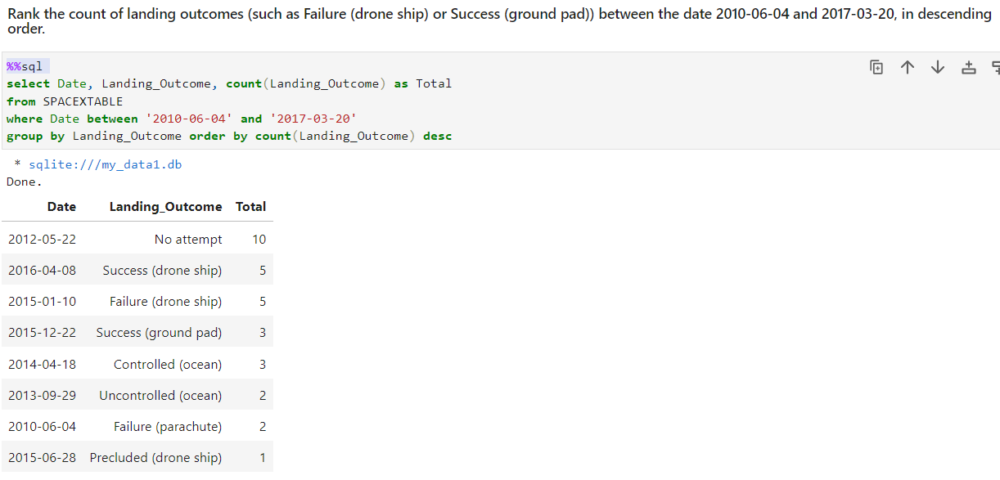 Rank the count of landing outcomes (such as Failure (drone ship) or Success (ground pad)) between the date 2010-06-04 and 2017-03-20, in descending
order.
%%sql
select Date, Landing_Outcome, count(Landing_Outcome) as Total
from SPACEXTABLE
where Date between '2010-06-04' and '2017-03-20'
group by Landing_Outcome order by count(Landing_Outcome) desc
* sqlite:///my_data1.db
Done.
Date Landing_Outcome Total
2012-05-22 No attempt 10
2016-04-08 Success (drone ship) 5
2015-01-10 Failure (drone ship) 5
2015-12-22 Success (ground pad) 3
2014-04-18 Controlled (ocean) 3
2013-09-29 Uncontrolled (ocean) 2
2010-06-04 Failure (parachute) 2
2015-06-28 Precluded (drone ship) 1